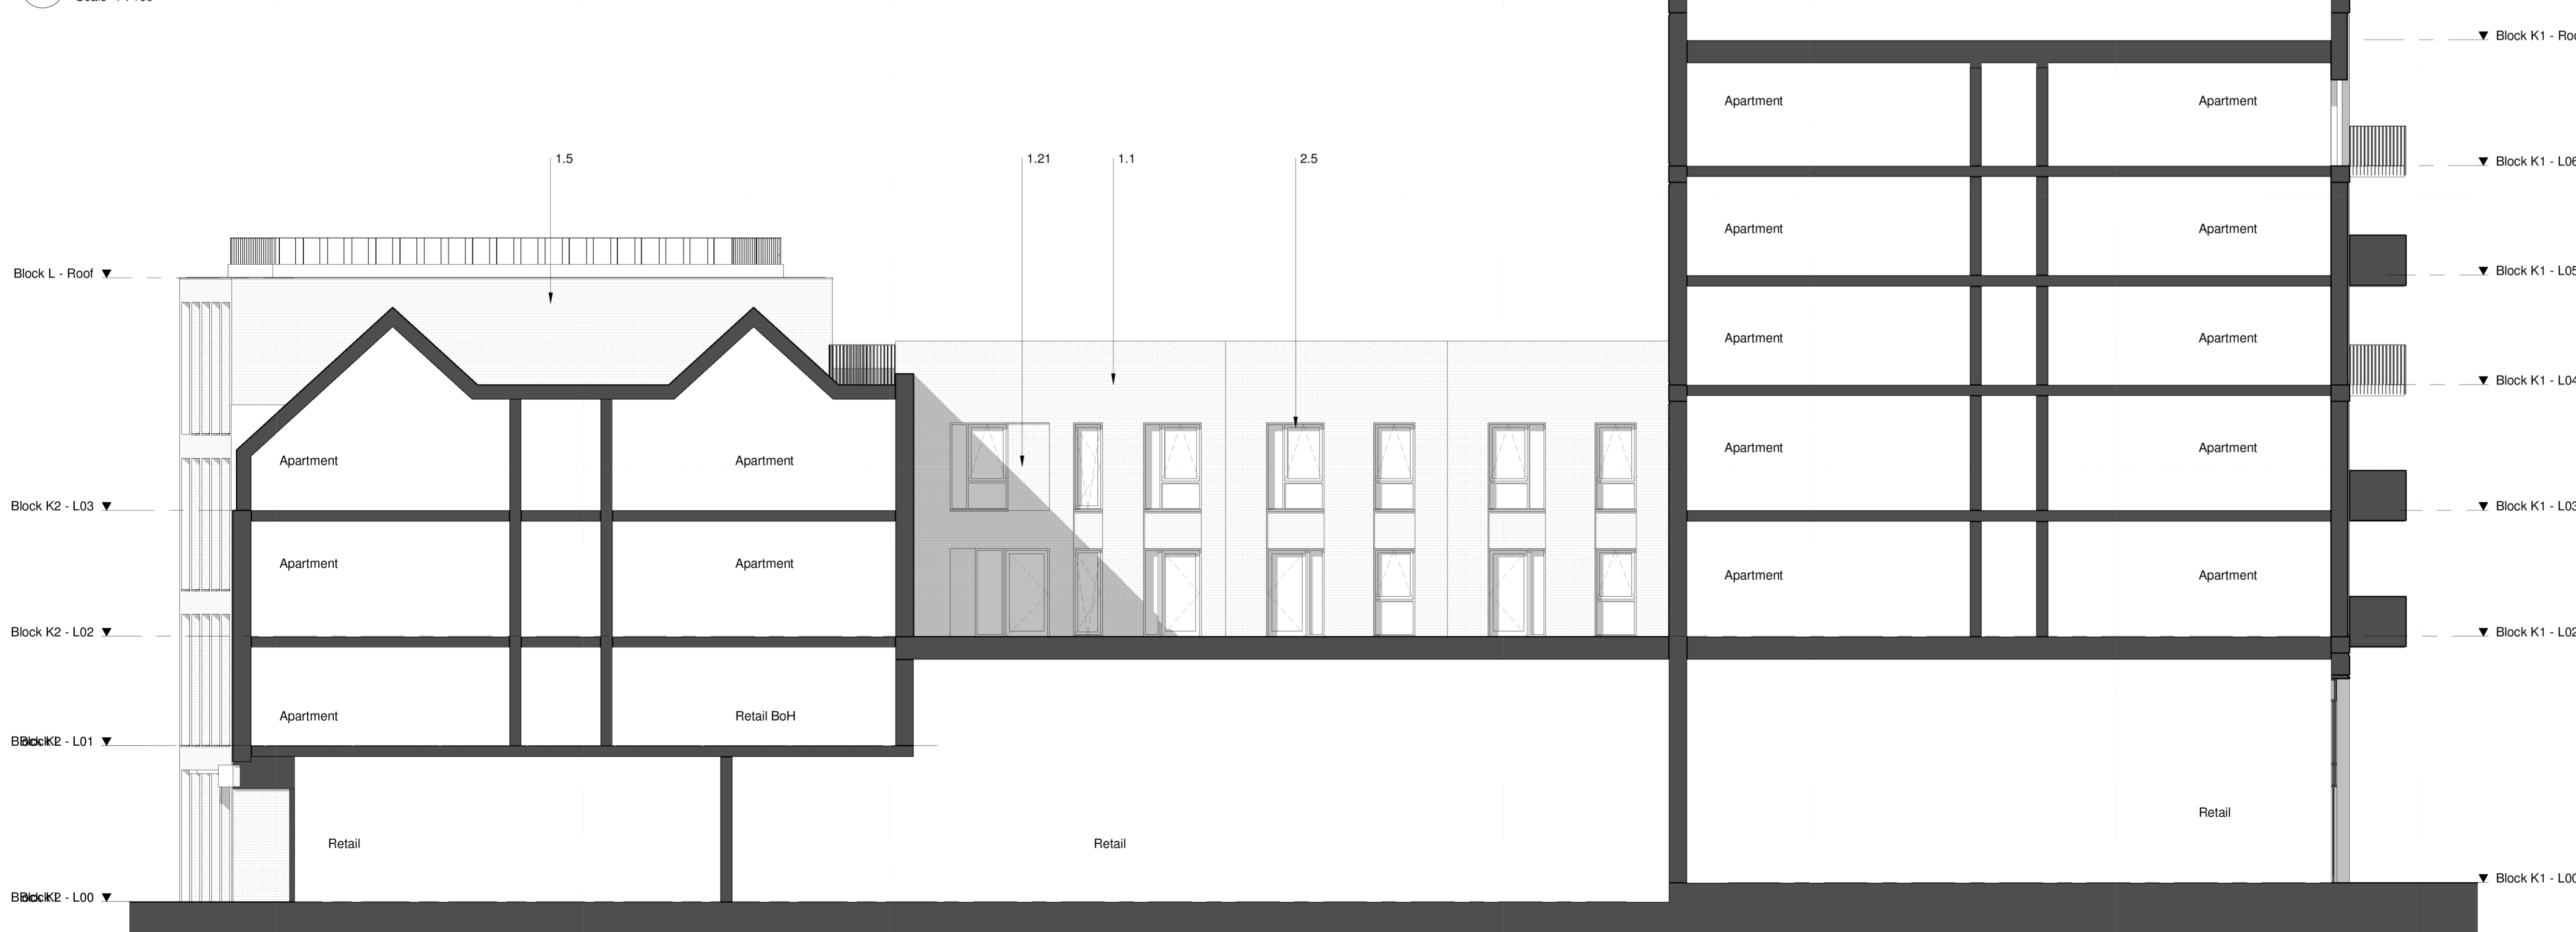 Block K1 - Roo
Apartment Apartment
1.5 1.21 1.1 2.5
Block K1 - L06
Apartment Apartment
Block L - Roof
Block K1 - L05
Apartment Apartment
Block K1 - L04
Apartment Apartment
Apartment Apartment
Block K2 - L03
Block K1 - L03
Apartment Apartment
Apartment Apartment
Block K2 - L02
Block K1 - L02
Apartment Retail BoH
Block K2 - L01
Retail
Retail Retail
Block K2 - L00
Block K1 - L00